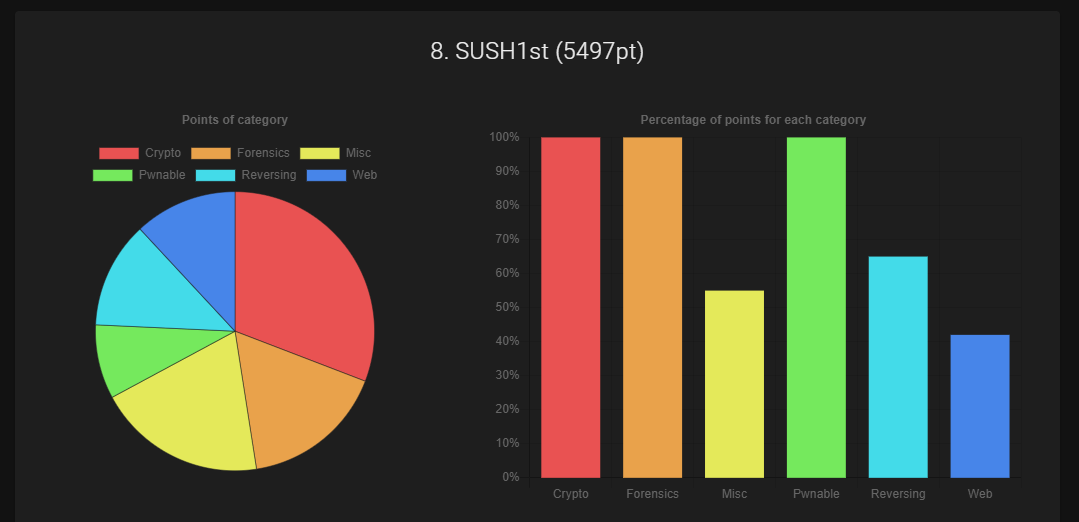 8. SUSH1st (5497pt)
Points of category
Crypto Forensics Misc
Pwnable Reversing Web
Percentage of points for each category
100%
90%
80%
70%
60%
50%
40%
30%
20%
10%
0%
Crypto Forensics Misc Pwnable Reversing Web